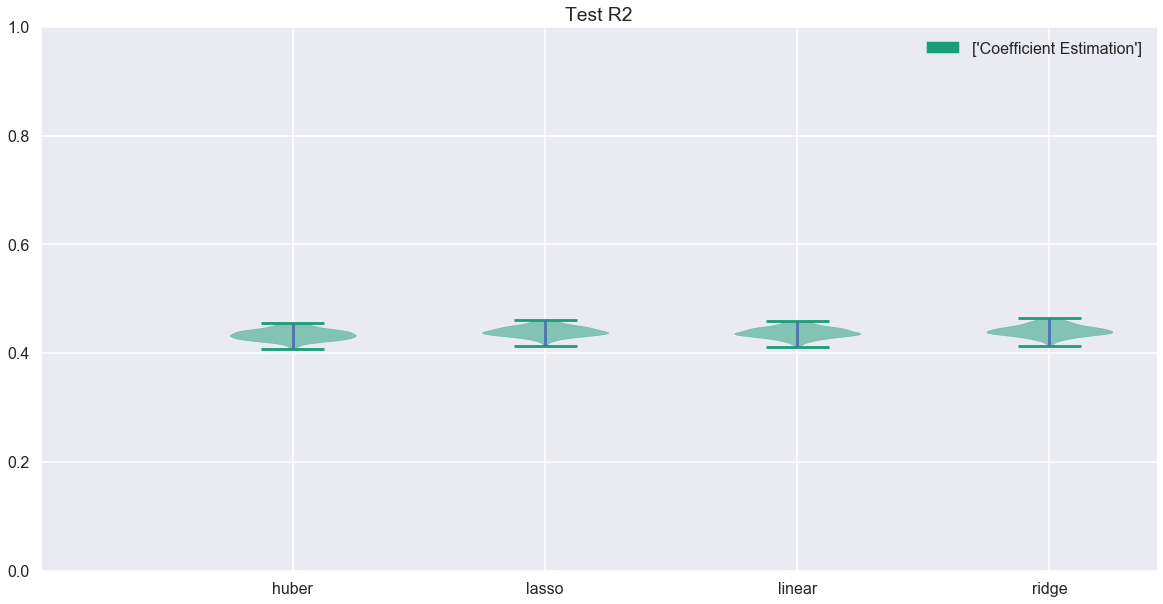 Test R2
1.0
['Coefficient Estimation']
0.8
0.6
0.4
0.2
0.0
huber
lasso
linear
ridge